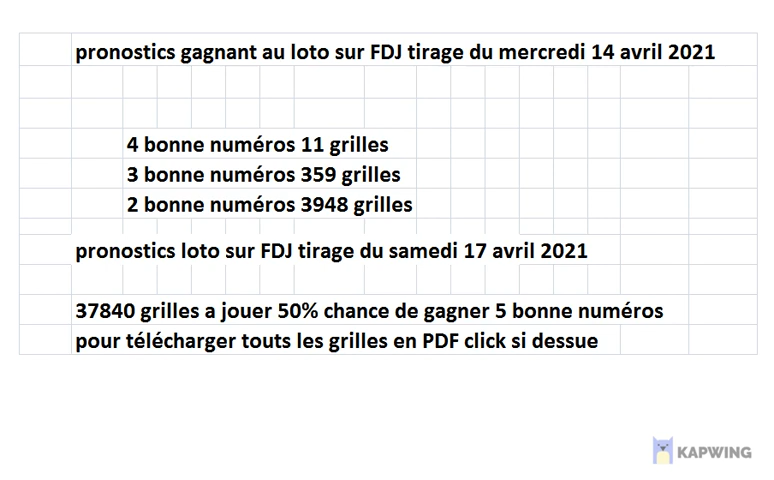 pronostics gagnant au loto sur FDJ tirage du mercredi 14 avril 2021
4 bonne numéros 11 grilles
3 bonne numéros 359 grilles
2 bonne numéros 3948 grilles
pronostics loto sur FDJ tirage du samedi 17 avril 2021
37840 grilles a jouer 50% chance de gagner 5 bonne numéros
pour télécharger touts les grilles en PDF click si dessue
KAPWING